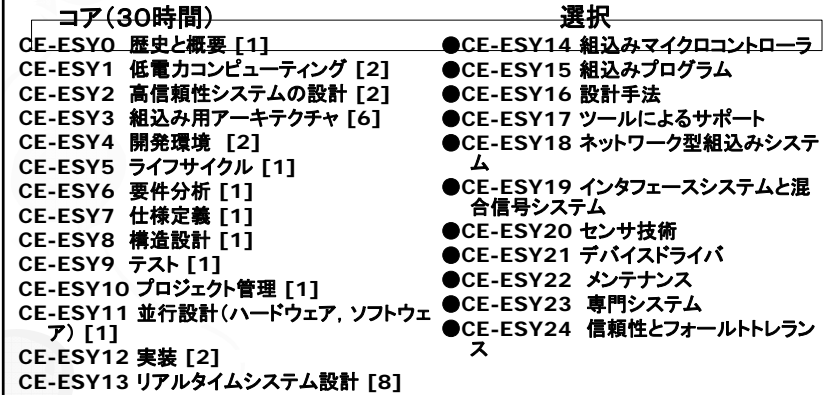 コア（３０時間）
CE-ESY0 歴史と概要 [1]
CE-ESY1 低電力コンピューティング [2]
CE-ESY2 高信頼性システムの設計 [2]
CE-ESY3 組込み用アーキテクチャ [6]
CE-ESY4 開発環境 [2]
CE-ESY5 ライフサイクル [1]
CE-ESY6 要件分析 [1]
CE-ESY7 仕様定義 [1]
CE-ESY8 構造設計 [1]
CE-ESY9 テスト [1]
CE-ESY10 プロジェクト管理 [1]
CE-ESY11 並行設計（ハードウェア，ソフトウェ
ア） [1]
CE-ESY12 実装 [2]
CE-ESY13 リアルタイムシステム設計 [8]
選択
●CE-ESY14 組込みマイクロコントローラ
●CE-ESY15 組込みプログラム
●CE-ESY16 設計手法
●CE-ESY17 ツールによるサポート
●CE-ESY18 ネットワーク型組込みシステ
ム
●CE-ESY19 インタフェースシステムと混
合信号システム
●CE-ESY20 センサ技術
●CE-ESY21 デバイスドライバ
●CE-ESY22 メンテナンス
●CE-ESY23 専門システム
●CE-ESY24 信頼性とフォールトトレラン
ス